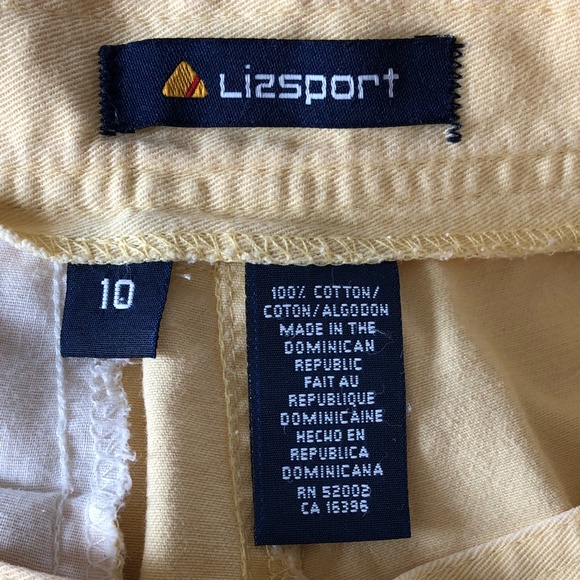 Lizsport
10
100% COTTON/
COTON/ALGODON
MADE IN THE
DOMINICAN
REPUBLIC
FAIT AU
REPUBLIQUE
DOMINICAINE
HECHO EN
REPUBLICA
DOMINICANA
RN 52002
CA 16396